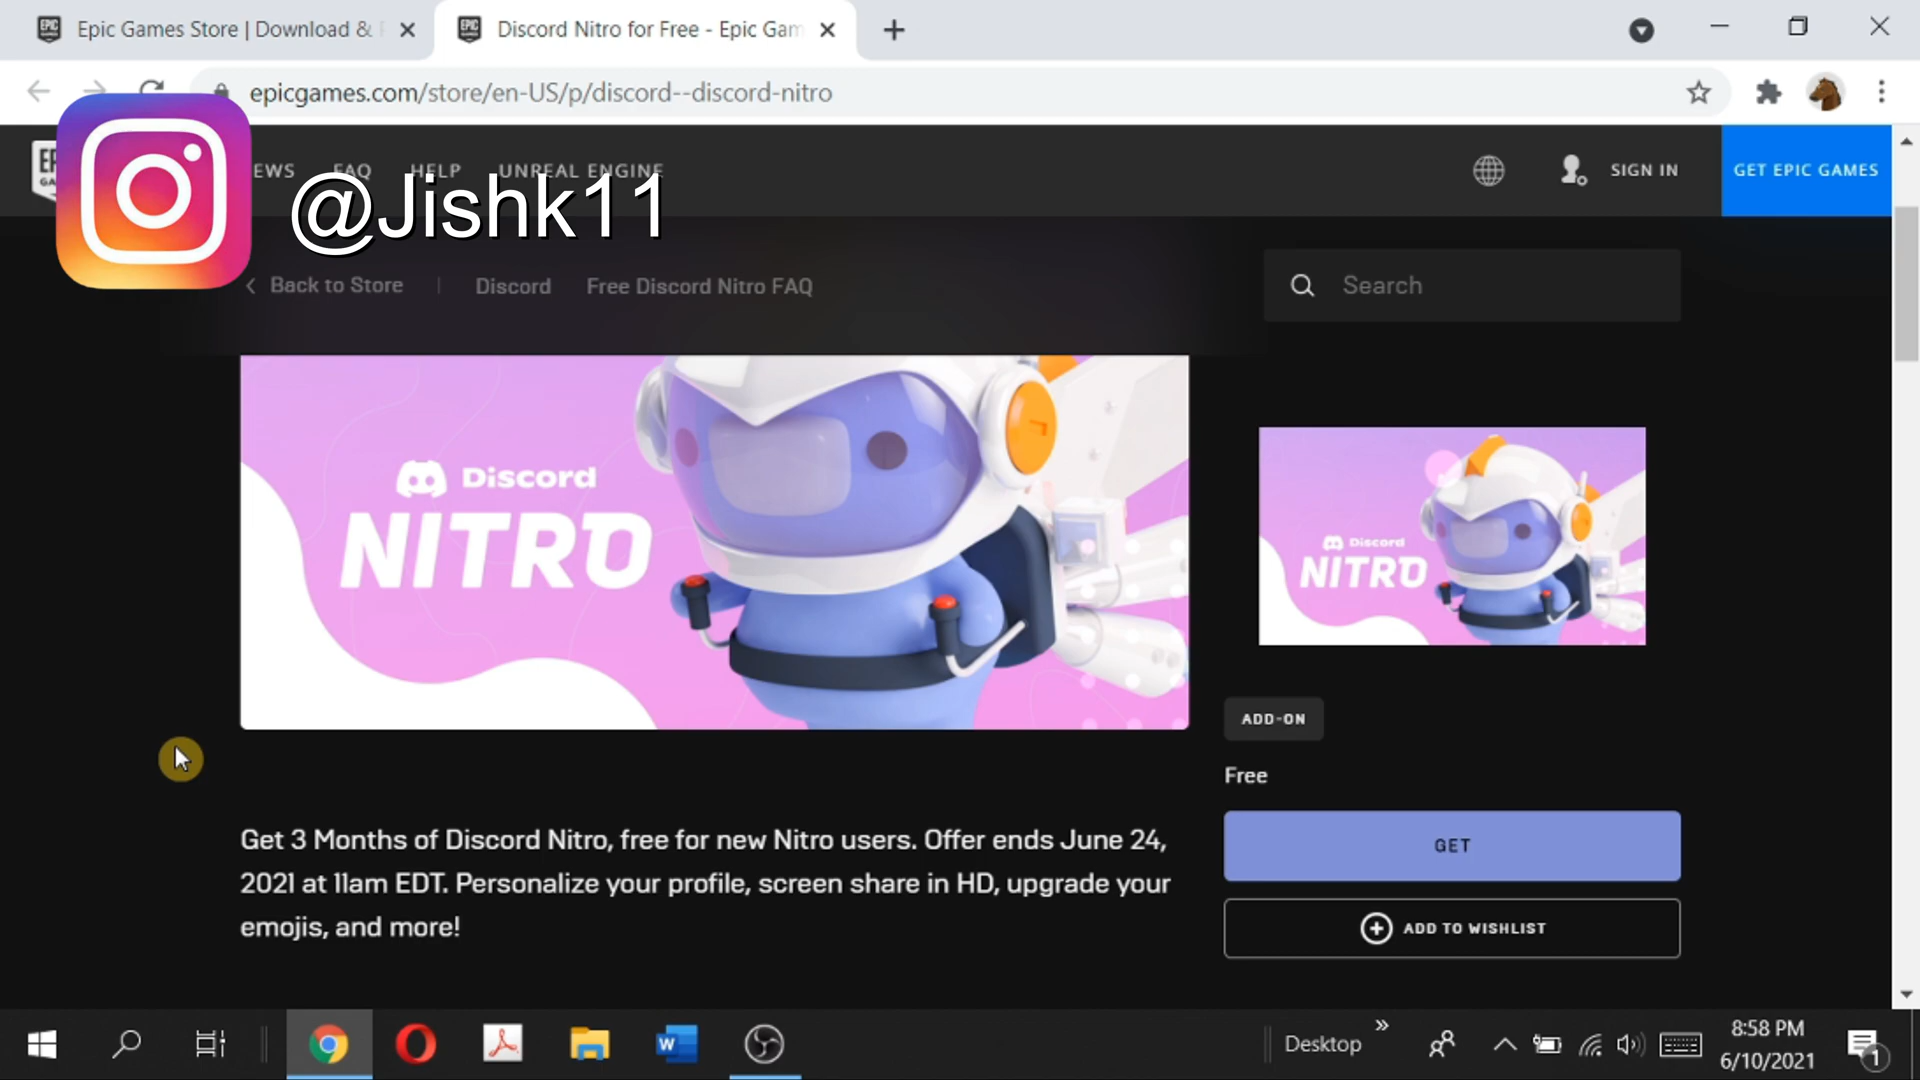 Epic Games Store | Download &
Discord Nitro for Free - Epic Gam
epicgames.com/store/en-US/p/discord--discord-nitro
EWS FAQ HELP UNREAL ENGINE
SIGN IN
GET EPIC GAMES
@Jishk11
Back to Store | Discord Free Discord Nitro FAQ
Search
Discord
NITRO
Discord
NITRO
ADD-ON
Free
GET
ADD TO WISHLIST
Get 3 Months of Discord Nitro, free for new Nitro users. Offer ends June 24,
2021 at 11am EDT. Personalize your profile, screen share in HD, upgrade your
emojis, and more!
Desktop
8:58 PM
6/10/2021
1